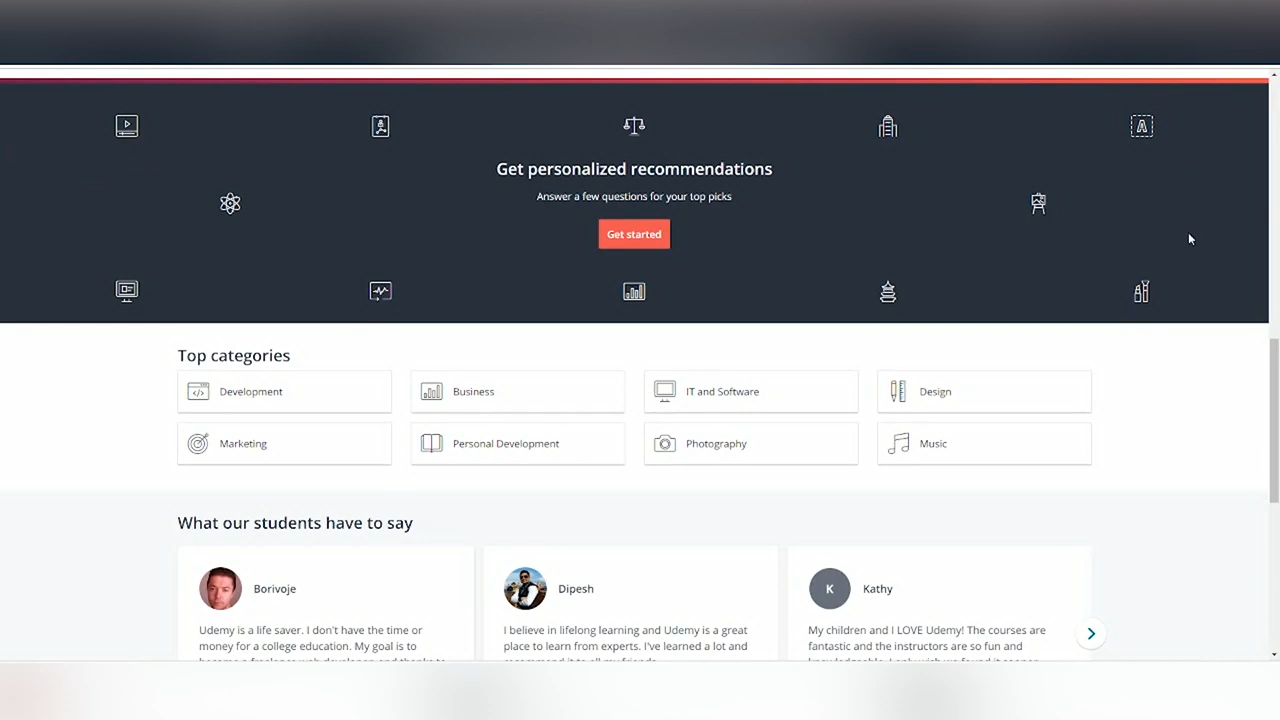 Get personalized recommendations
Answer a few questions for your top picks
Get started
Top categories
Development
Business
IT and Software
Design
Marketing
Personal Development
Photography
Music
What our students have to say
Borivoje
Udemy is a life saver. I don't have the time or
money for a college education. My goal is to
Dipesh
I believe in lifelong learning and Udemy is a great
place to learn from experts. I've learned a lot and
K
Kathy
My children and I LOVE Udemy! The courses are
fantastic and the instructors are so fun and